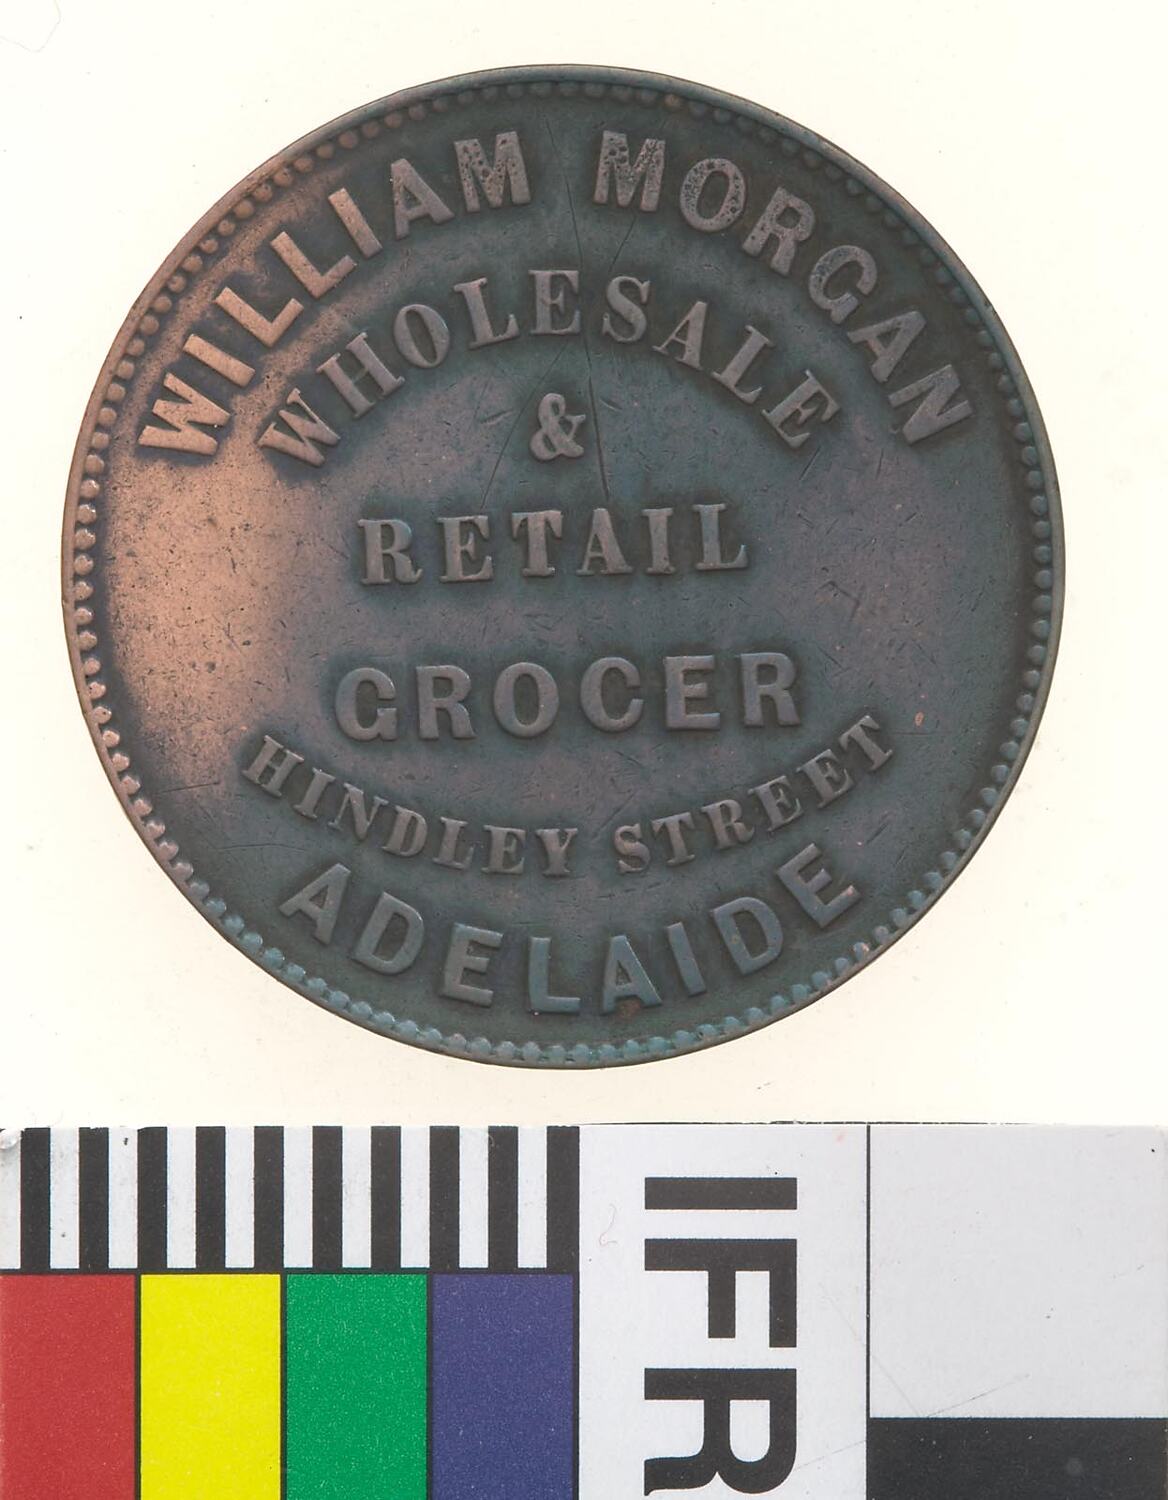 WILLIAM MORGAN
WHOLESALE
&
RETAIL
GROCER
HINDLEY STREET
ADELAIDE
IFR